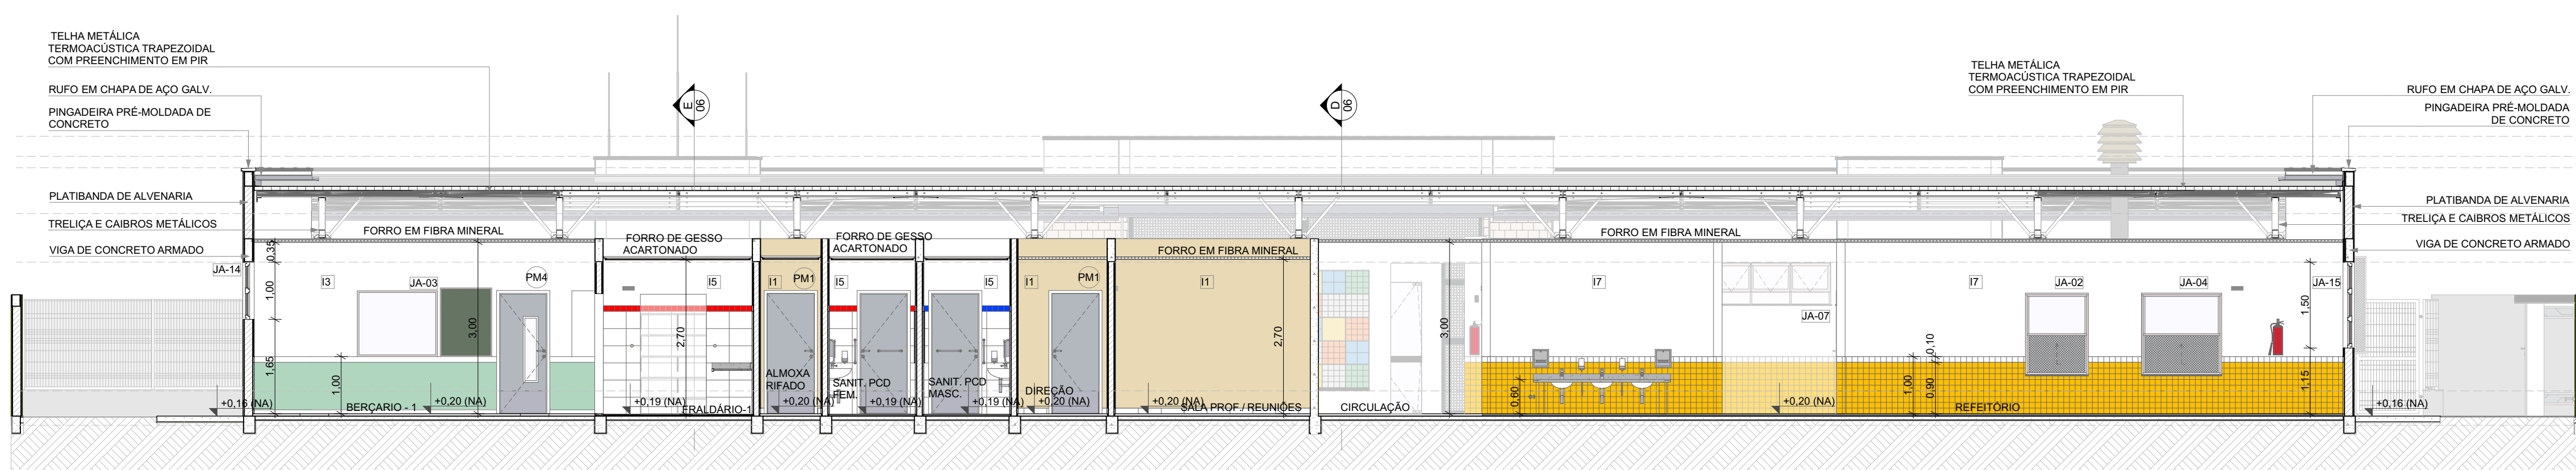 TELHA METÁLICA
TERMOACÚSTICA TRAPEZOIDAL
COM PREENCHIMENTO EM PIR
RUFO EM CHAPA DE AÇO GALV.
PINGADEIRA PRÉ-MOLDADA DE
CONCRETO
PLATIBANDA DE ALVENARIA
TRELIÇA E CAIBROS METÁLICOS
VIGA DE CONCRETO ARMADO
E
06
D
06
TELHA METÁLICA
TERMOACÚSTICA TRAPEZOIDAL
COM PREENCHIMENTO EM PIR
RUFO EM CHAPA DE AÇO GALV.
PINGADEIRA PRÉ-MOLDADA
DE CONCRETO
PLATIBANDA DE ALVENARIA
TRELIÇA E CAIBROS METÁLICOS
VIGA DE CONCRETO ARMADO
FORRO EM FIBRA MINERAL
FORRO DE GESSO
ACARTONADO
FORRO DE GESSO
ACARTONADO
FORRO EM FIBRA MINERAL
FORRO EM FIBRA MINERAL
JA-14
0,35
1,00
1,65
I3
JA-03
PM4
1,00
3,00
I5
2,70
I1
PM1
I5
I5
I1
PM1
I1
2,70
3,00
I7
JA-07
I7
JA-02
JA-04
JA-15
0,60
1,00
0,10
0,90
1,50
1,15
+0,16 (NA)
BERÇARIO - 1
+0,20 (NA)
+0,19 (NA)
FRALDÁRIO-1
ALMOXA
RIFADO
+0,20 (NA)
SANIT. PCD
FEM.
+0,19 (NA)
SANIT. PCD
MASC.
+0,19 (NA)
DIREÇÃO
+0,20 (NA)
+0,20 (NA)
SALA PROF./ REUNIÕES
CIRCULAÇÃO
+0,20 (NA)
REFEITÓRIO
+0,16 (NA)